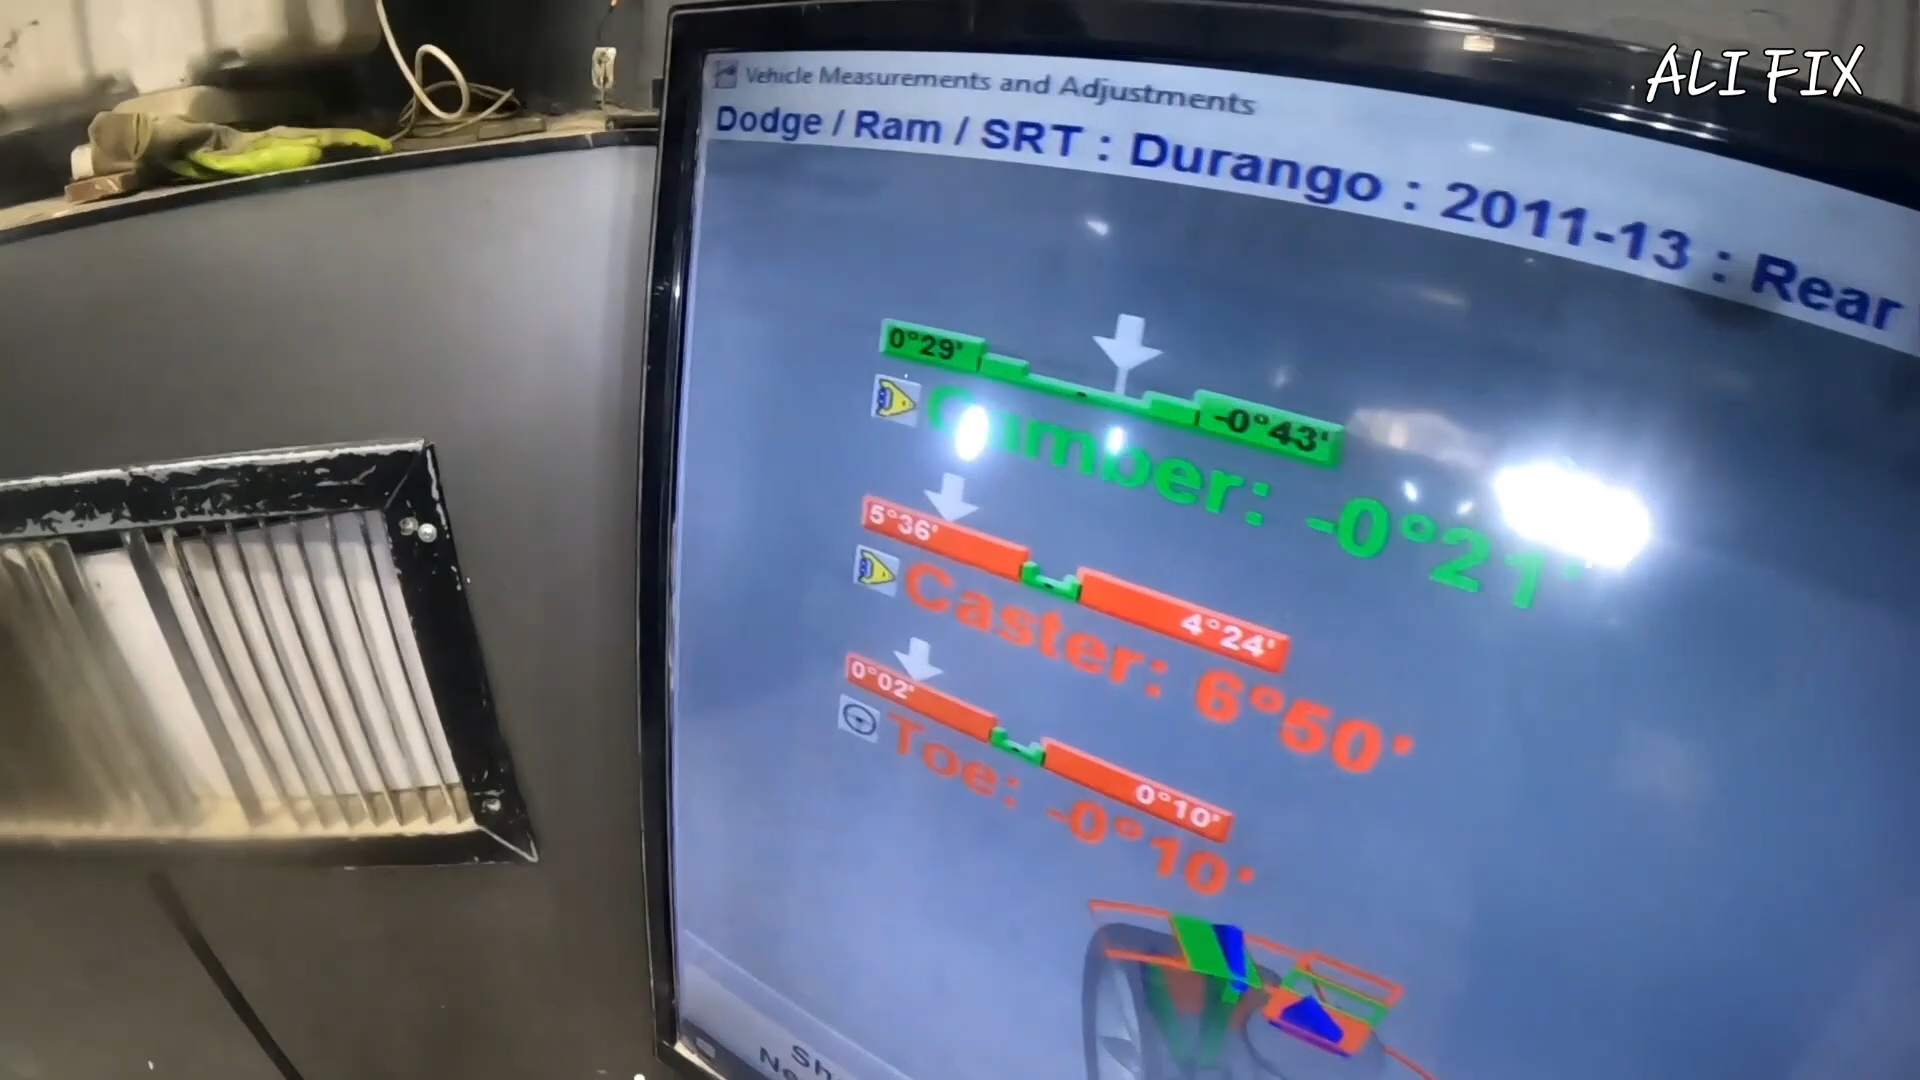 ALI FIX
Vehicle Measurements and Adjustments
Dodge / Ram / SRT : Durango : 2011-13 : Rear
0°29'
-0°43'
Camber: -0°21'
5°36'
4°24'
Caster: 6°50'
0°02'
0°10'
Toe: -0°10'